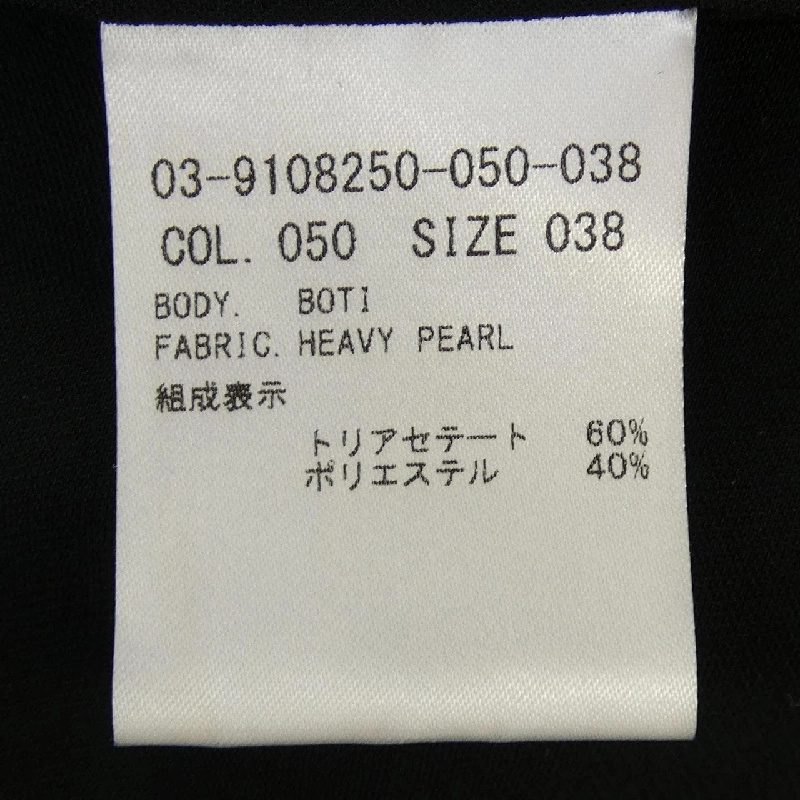 03-9108250-050-038
COL. 050 SIZE 038
BODY. BOTI
FABRIC. HEAVY PEARL
組成表示
トリアセテート 60%
ポリエステル 40%